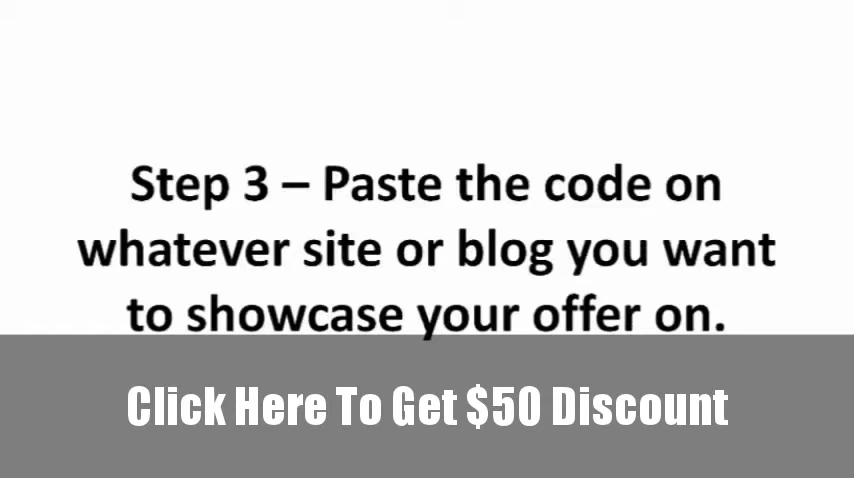 Step 3 – Paste the code on
whatever site or blog you want
to showcase your offer on.
Click Here To Get $50 Discount